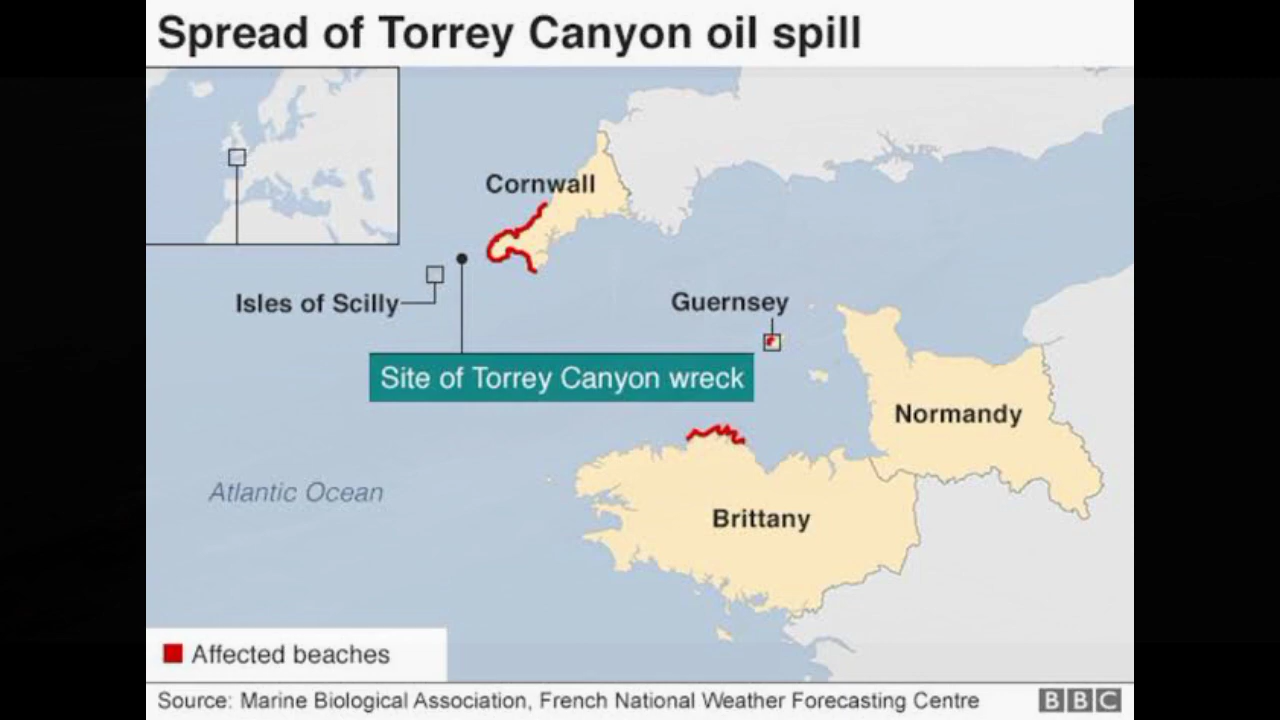 Spread of Torrey Canyon oil spill
Cornwall
Isles of Scilly
Guernsey
Site of Torrey Canyon wreck
Normandy
Atlantic Ocean
Brittany
Affected beaches
Source: Marine Biological Association, French National Weather Forecasting Centre
BBC